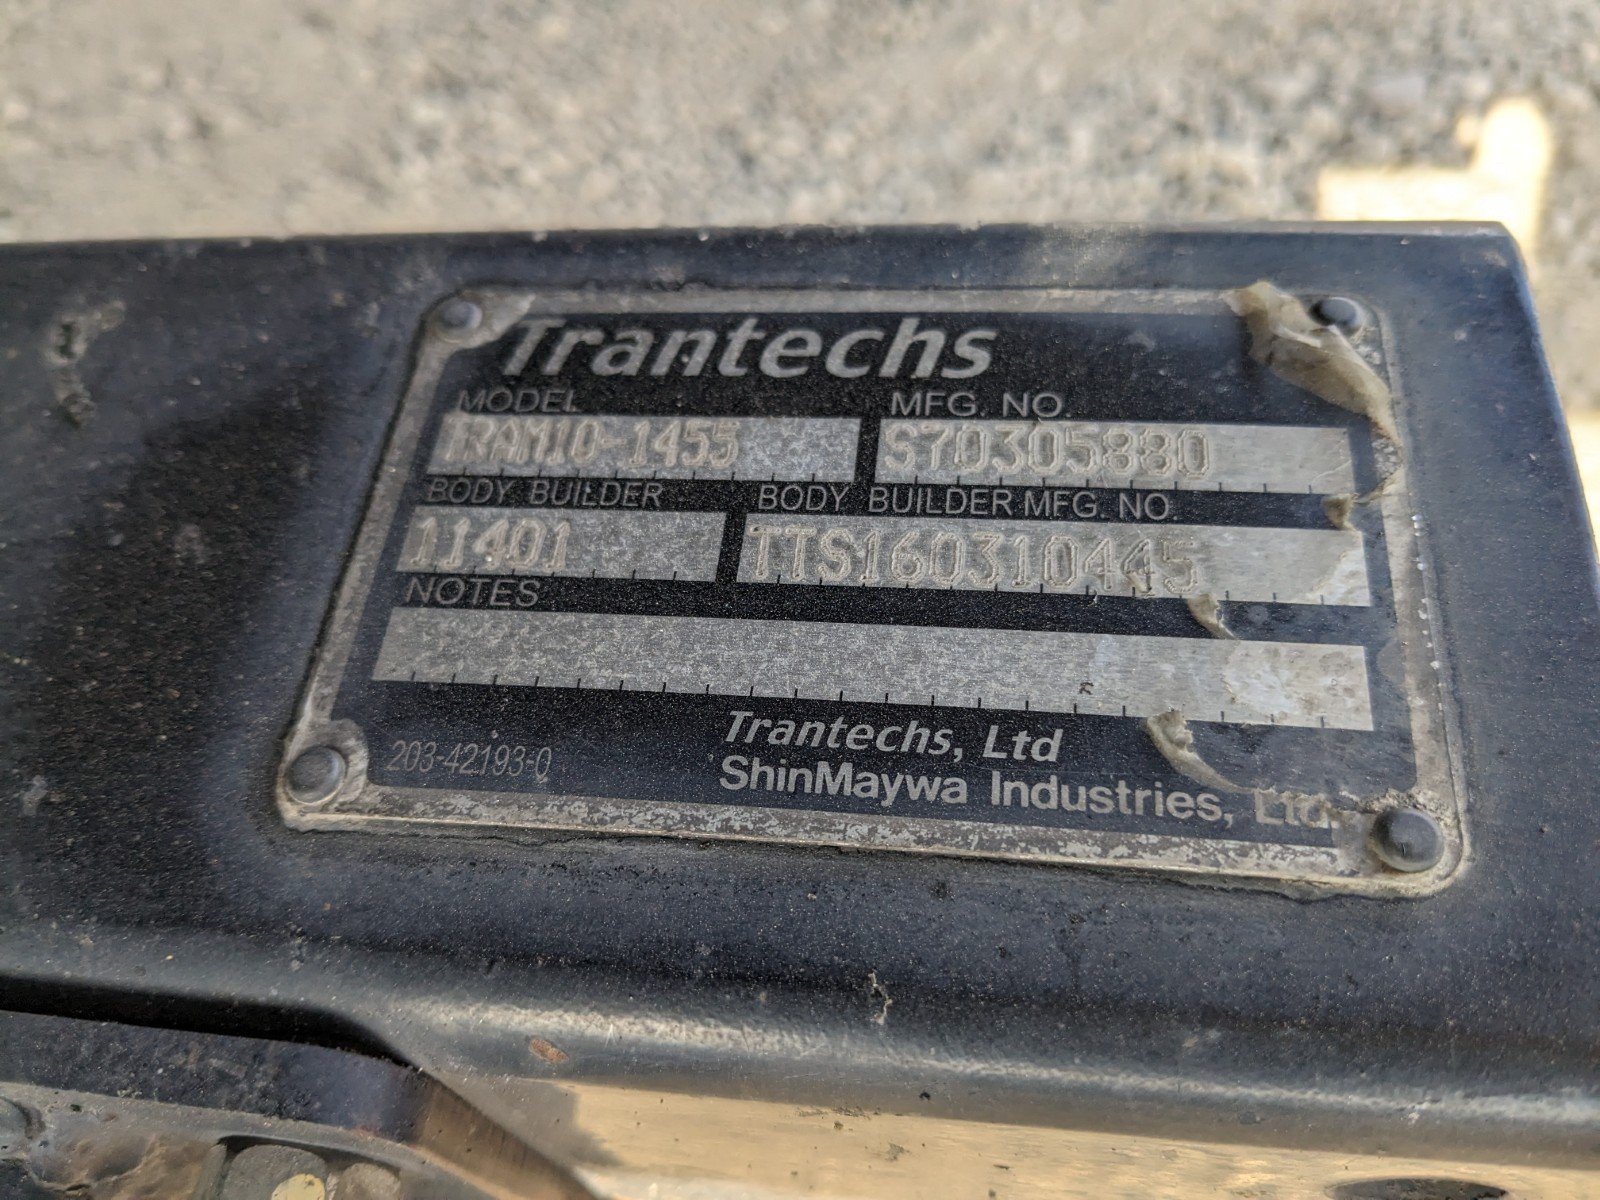 Trantechs
MODEL MFG. NO.
TRAM10-1455 S70305880
BODY BUILDER BODY BUILDER MFG. NO.
11401 TTS160310445
NOTES
Trantechs, Ltd
203-42193-0
ShinMaywa Industries, Ltd.